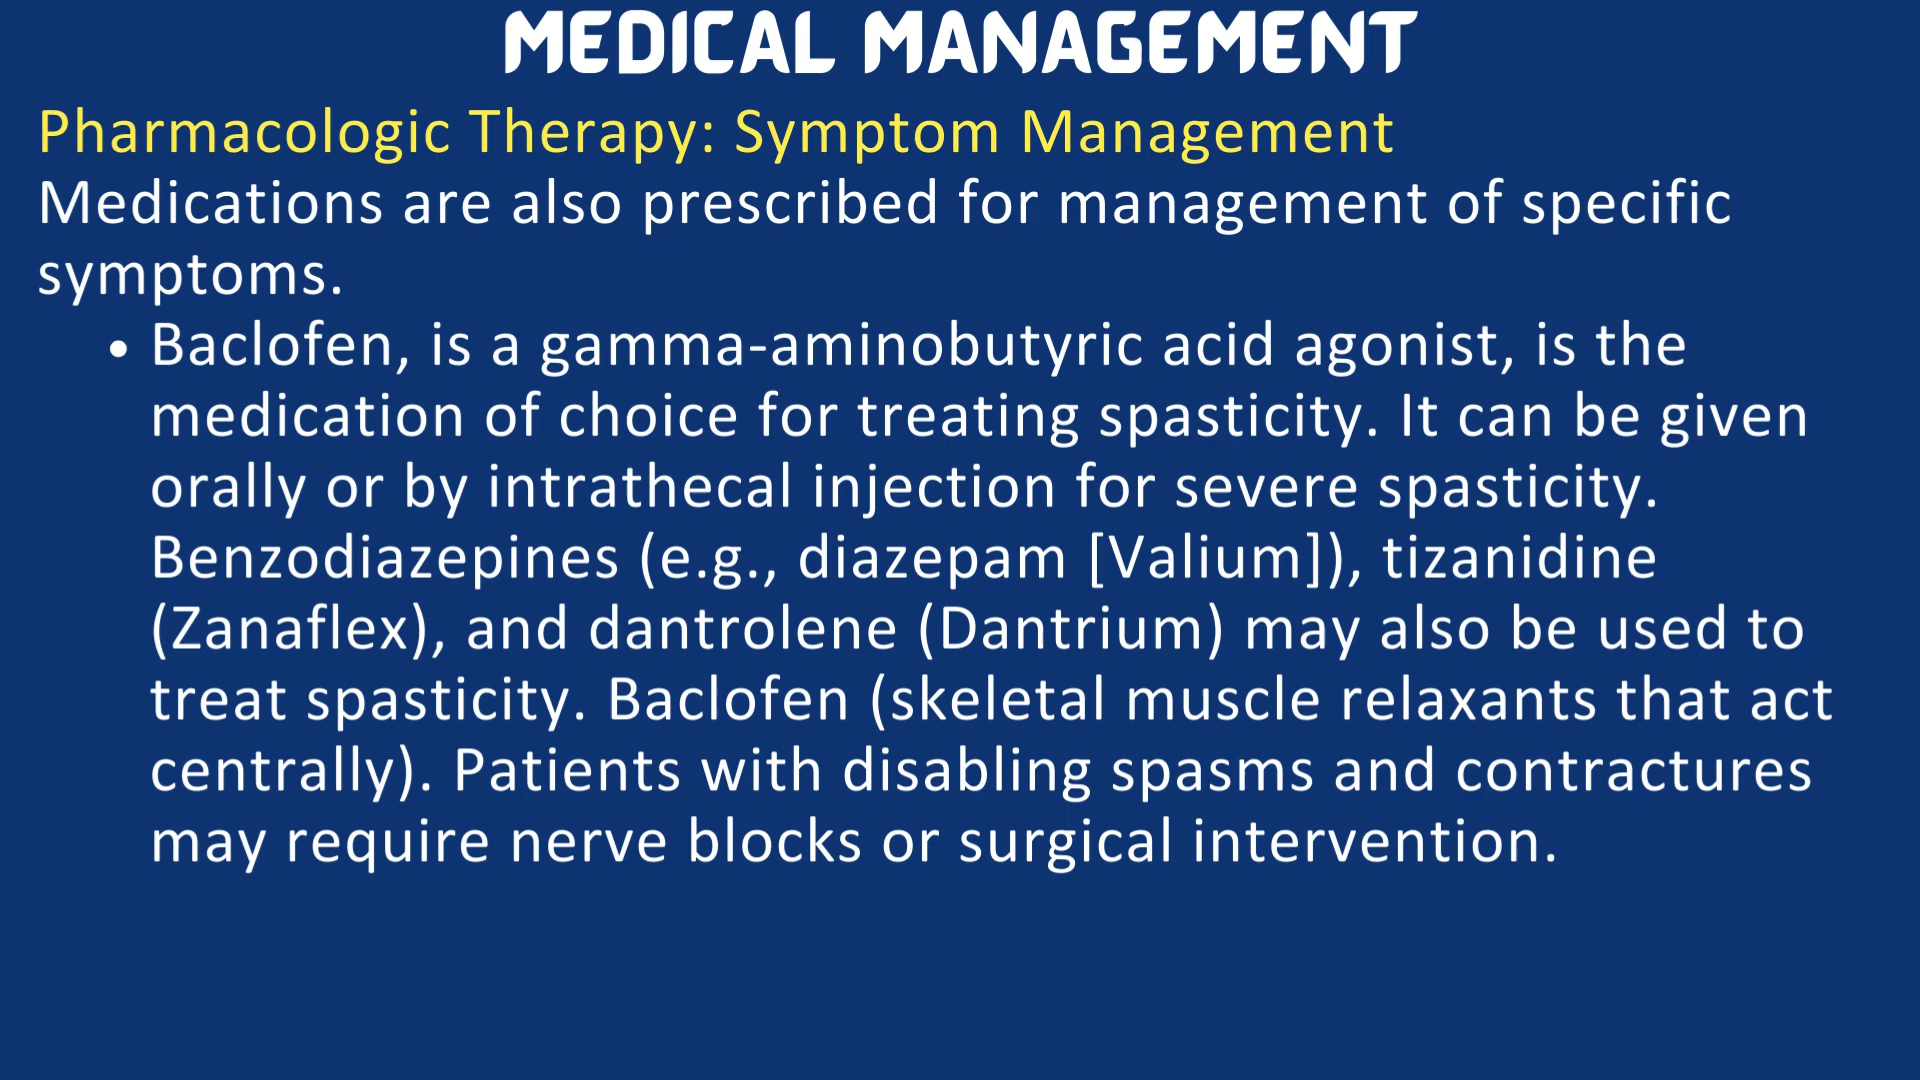 MEDICAL MANAGEMENT
Pharmacologic Therapy: Symptom Management
Medications are also prescribed for management of specific
symptoms.
• Baclofen, is a gamma-aminobutyric acid agonist, is the
medication of choice for treating spasticity. It can be given
orally or by intrathecal injection for severe spasticity.
Benzodiazepines (e.g., diazepam [Valium]), tizanidine
(Zanaflex), and dantrolene (Dantrium) may also be used to
treat spasticity. Baclofen (skeletal muscle relaxants that act
centrally). Patients with disabling spasms and contractures
may require nerve blocks or surgical intervention.